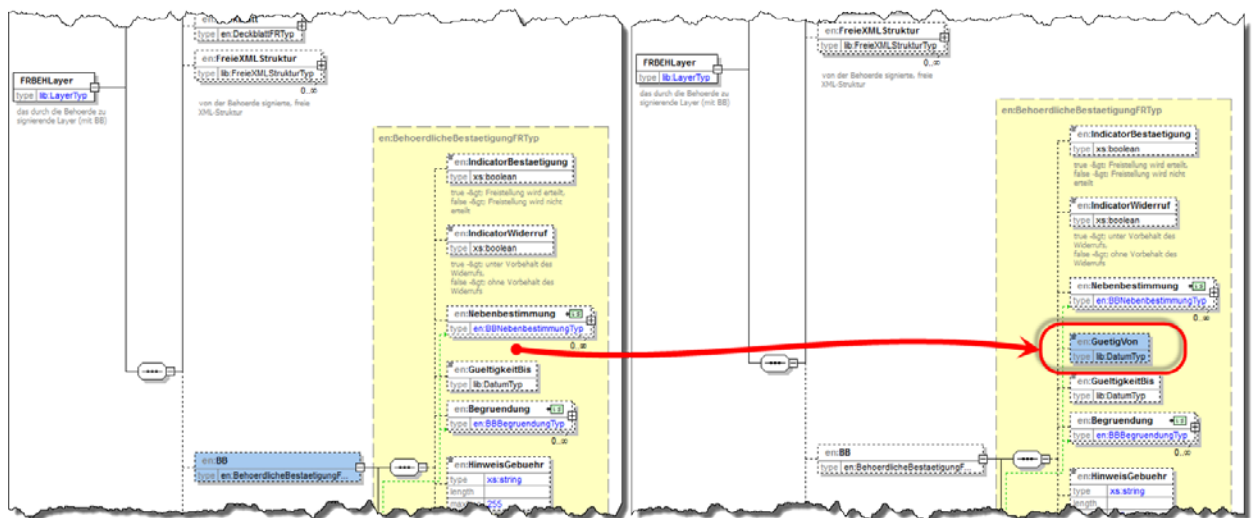 type en:DeckblattFRTyp
en:FreieXMLStruktur
type lib:FreieXMLStrukturTyp
0..∞
von der Behoerde signierte, freie
XML-Struktur
FRBEHLayer
type lib:LayerTyp
das durch die Behoerde zu
signierende Layer (mit BB)
en:BehoerdlicheBestaetigungFRTyp
en:IndicatorBestaetigung
type xs:boolean
true -&gt; Freistellung wird erteilt,
false -&gt; Freistellung wird nicht
erteilt
en:IndicatorWiderruf
type xs:boolean
true -&gt; unter Vorbehalt des
Widerrufs,
false -&gt; ohne Vorbehalt des
Widerrufs
en:Nebenbestimmung
type en:BBNebenbestimmungTyp
0..∞
en:GueltigkeitBis
type lib:DatumTyp
en:Begruendung
type en:BBBegruendungTyp
0..∞
en:BB
type en:BehoerdlicheBestaetigungF...
en:HinweisGebuehr
type xs:string
length
255
en:FreieXMLStruktur
type lib:FreieXMLStrukturTyp
0..∞
von der Behoerde signierte, freie
XML-Struktur
FRBEHLayer
type lib:LayerTyp
das durch die Behoerde zu
signierende Layer (mit BB)
en:BehoerdlicheBestaetigungFRTyp
en:IndicatorBestaetigung
type xs:boolean
true -&gt; Freistellung wird erteilt,
false -&gt; Freistellung wird nicht
erteilt
en:IndicatorWiderruf
type xs:boolean
true -&gt; unter Vorbehalt des
Widerrufs,
false -&gt; ohne Vorbehalt des
Widerrufs
en:Nebenbestimmung
type en:BBNebenbestimmungTyp
0..∞
en:GuetigVon
type lib:DatumTyp
en:GueltigkeitBis
type lib:DatumTyp
en:Begruendung
type en:BBBegruendungTyp
0..∞
en:BB
type en:BehoerdlicheBestaetigungF...
en:HinweisGebuehr
type xs:string
length